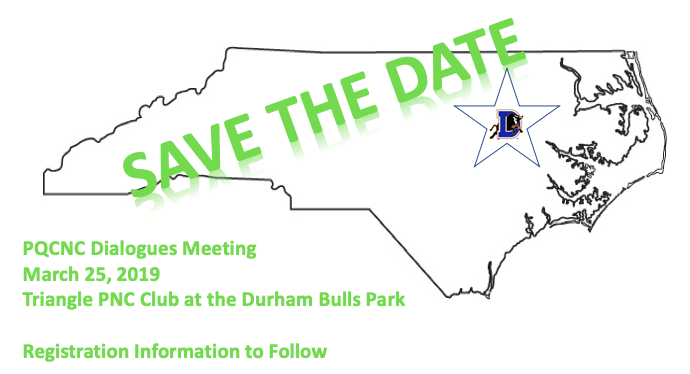 SAVE THE DATE
D
PQCNC Dialogues Meeting
March 25, 2019
Triangle PNC Club at the Durham Bulls Park
Registration Information to Follow